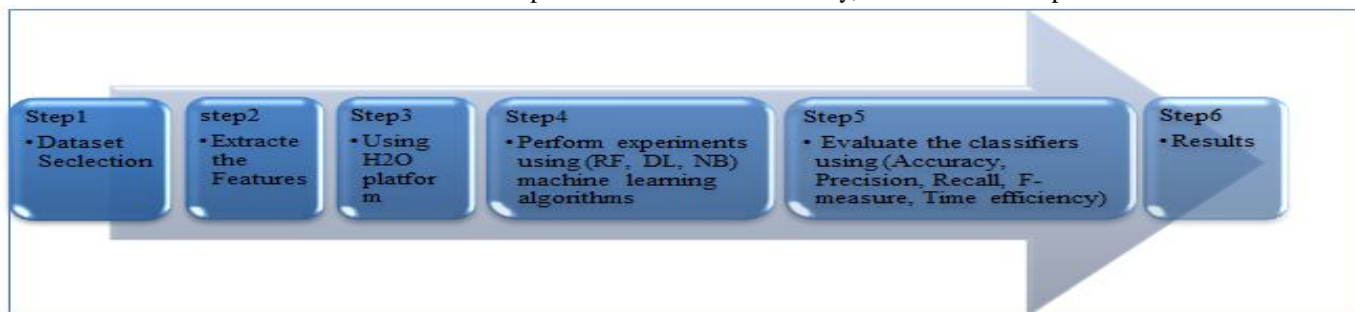 Step1
•Dataset
Seclection
step2
•Extracte
the
Features
Step3
•Using
H2O
platfor
m
Step4
•Perform experiments
using (RF, DL, NB)
machine learning
algorithms
Step5
• Evaluate the classifiers
using (Accuracy,
Precision, Recall, F-
measure, Time efficiency)
Step6
•Results